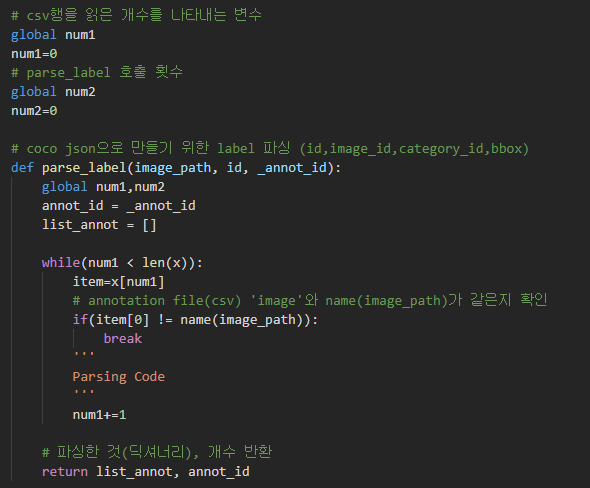 # csv행을 읽은 개수를 나타내는 변수
global num1
num1=0
# parse_label 호출 횟수
global num2
num2=0
# coco json으로 만들기 위한 label 파싱 (id,image_id,category_id,bbox)
def parse_label(image_path, id, _annot_id):
    global num1,num2
    annot_id = _annot_id
    list_annot = []
    while(num1 < len(x)):
        item=x[num1]
        # annotation file(csv) 'image'와 name(image_path)가 같은지 확인
        if(item[0] != name(image_path)):
            break
        '''
        Parsing Code
        '''
        num1+=1
    # 파싱한 것(딕셔너리), 개수 반환
    return list_annot, annot_id